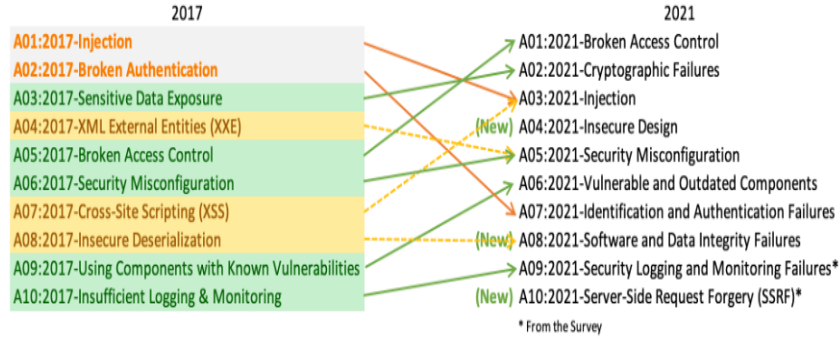 2017 2021
A01:2017-Injection A01:2021-Broken Access Control
A02:2017-Broken Authentication A02:2021-Cryptographic Failures
A03:2017-Sensitive Data Exposure A03:2021-Injection
A04:2017-XML External Entities (XXE) (New) A04:2021-Insecure Design
A05:2017-Broken Access Control A05:2021-Security Misconfiguration
A06:2017-Security Misconfiguration A06:2021-Vulnerable and Outdated Components
A07:2017-Cross-Site Scripting (XSS) A07:2021-Identification and Authentication Failures
A08:2017-Insecure Deserialization (New) A08:2021-Software and Data Integrity Failures
A09:2017-Using Components with Known Vulnerabilities A09:2021-Security Logging and Monitoring Failures*
A10:2017-Insufficient Logging & Monitoring (New) A10:2021-Server-Side Request Forgery (SSRF)*
* From the Survey